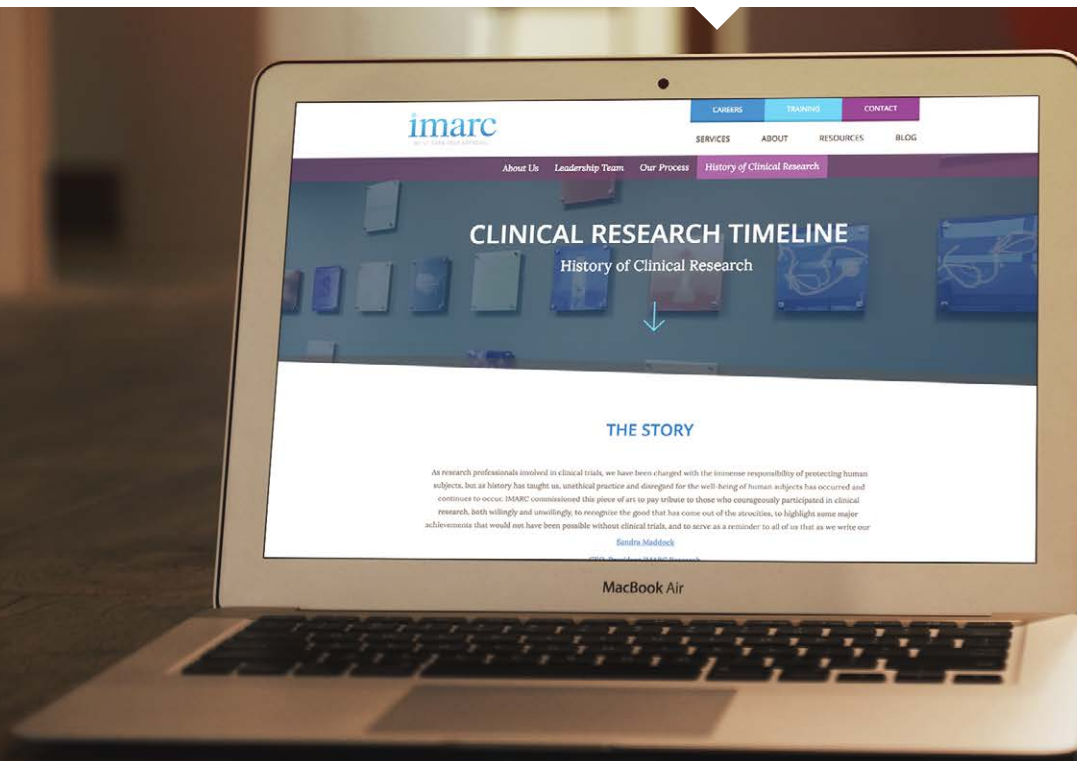 CAREERS TRAINING CONTACT
imarc
SERVICES ABOUT RESOURCES BLOG
About Us Leadership Team Our Process History of Clinical Research
CLINICAL RESEARCH TIMELINE
History of Clinical Research
THE STORY
As research professionals involved in clinical trials, we have been charged with the immense responsibility of protecting human
subjects, but as history has taught us, unethical practice and disregard for the well-being of human subjects has occurred and
continues to occur. IMARC commissioned this piece of art to pay tribute to those who courageously participated in clinical
research, both willingly and unwillingly, to recognize the good that has come out of the atrocities, to highlight some major
achievements that would not have been possible without clinical trials, and to serve as a reminder to all of us that as we write our
Sandra Maddock
MacBook Air